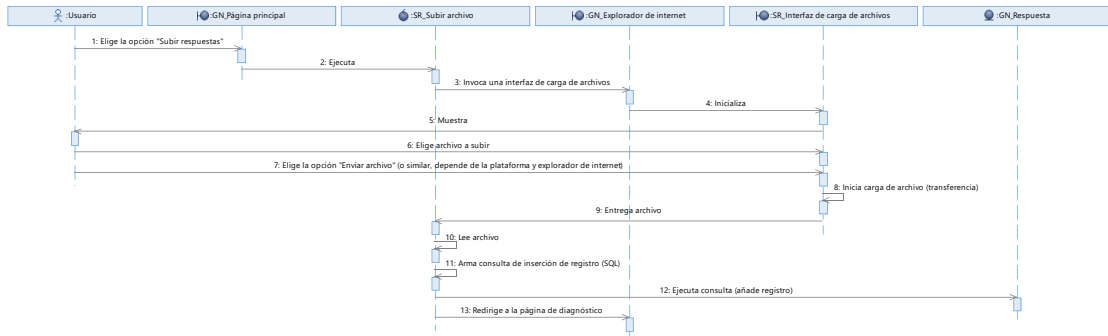 :Usuario
:GN_Página principal
:SR_Subir archivo
:GN_Explorador de internet
:SR_Interfaz de carga de archivos
:GN_Respuesta
1: Elige la opción "Subir respuestas"
2: Ejecuta
3: Invoca una interfaz de carga de archivos
4: Inicializa
5: Muestra
6: Elige archivo a subir
7: Elige la opción "Enviar archivo" (o similar, depende de la plataforma y explorador de internet)
8: Inicia carga de archivo (transferencia)
9: Entrega archivo
10: Lee archivo
11: Arma consulta de inserción de registro (SQL)
12: Ejecuta consulta (añade registro)
13: Redirige a la página de diagnóstico